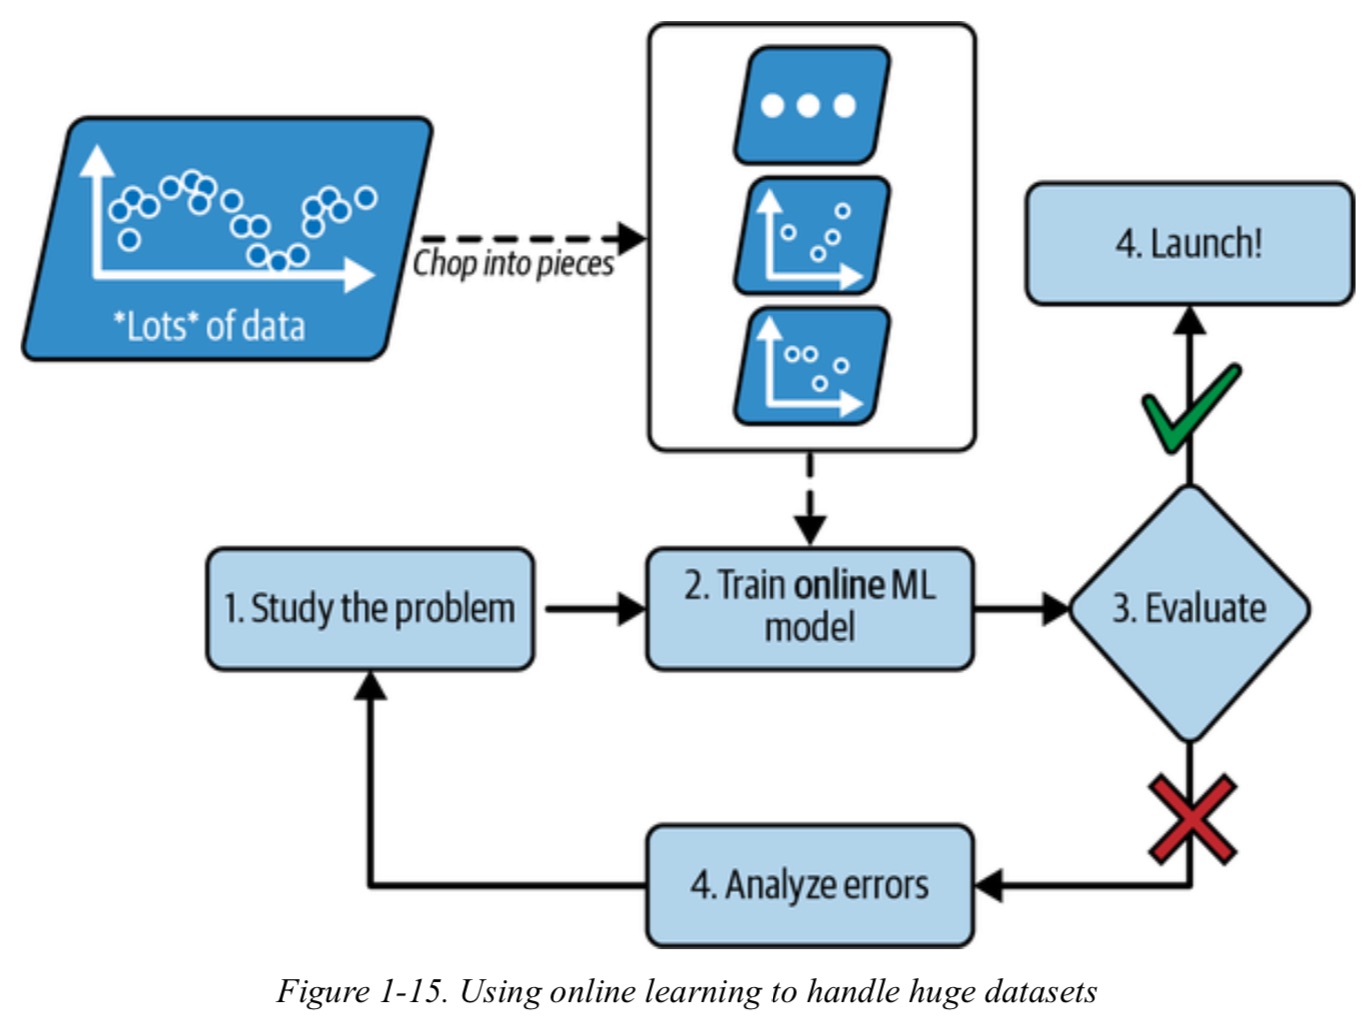 *Lots* of data
Chop into pieces
1. Study the problem
2. Train online ML
model
3. Evaluate
4. Launch!
4. Analyze errors
Figure 1-15. Using online learning to handle huge datasets